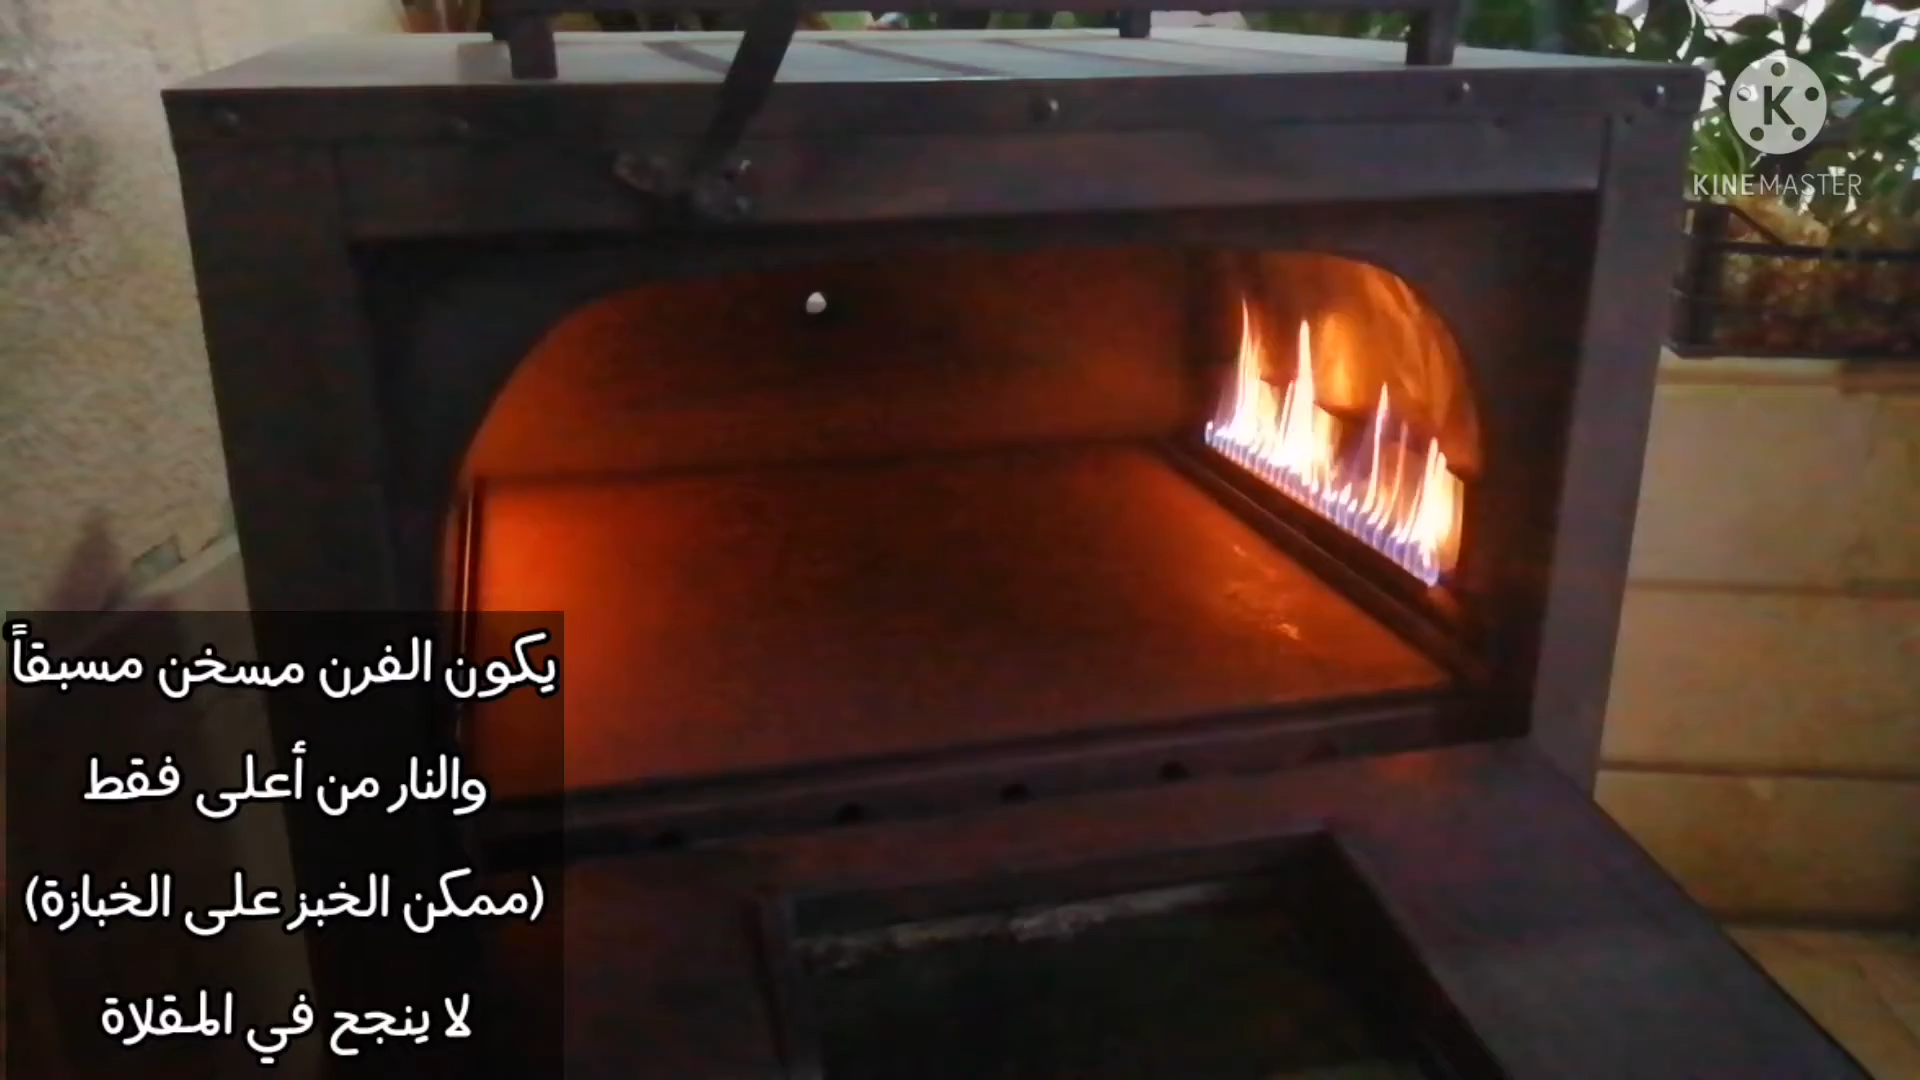 K
KINEMASTER
يكون الفرن مسخن مسبقاً
والنار من أعلى فقط
(ممكن الخبز على الخبازة)
لا ينجح في المقلاة